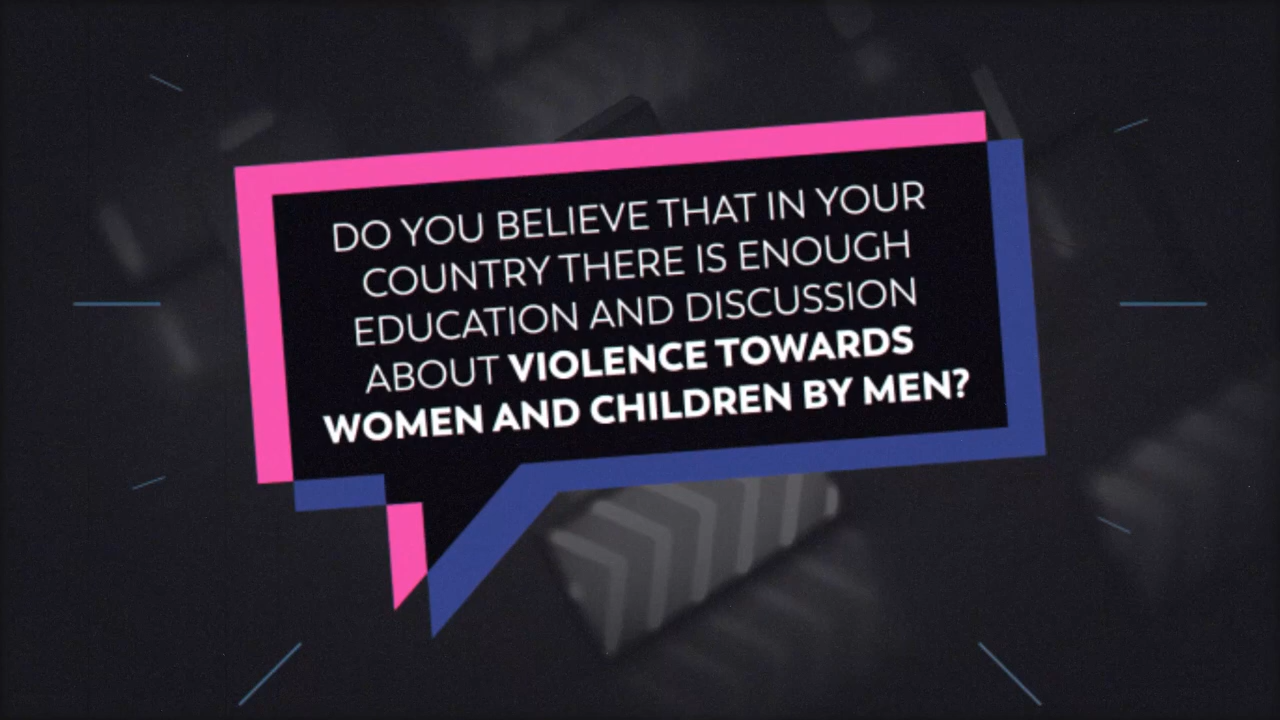 DO YOU BELIEVE THAT IN YOUR
COUNTRY THERE IS ENOUGH
EDUCATION AND DISCUSSION
ABOUT VIOLENCE TOWARDS
WOMEN AND CHILDREN BY MEN?